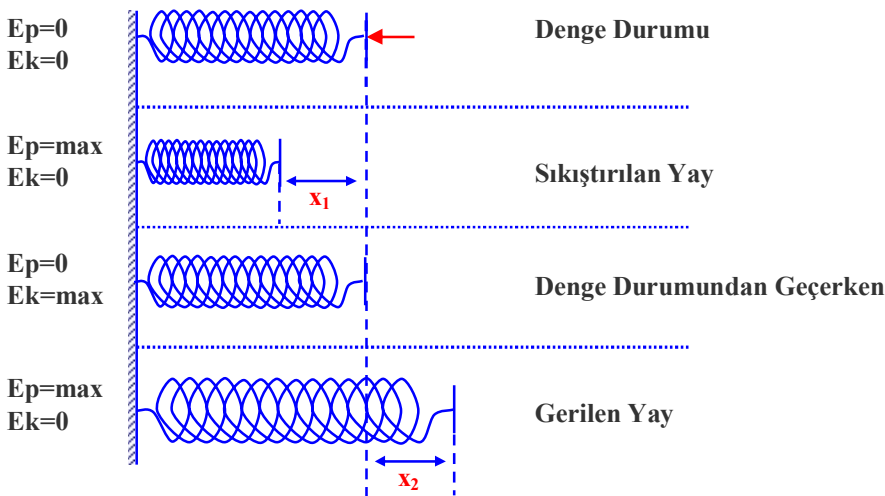 Ep=0
Ek=0
Denge Durumu
Ep=max
Ek=0
x₁
Sıkıştırılan Yay
Ep=0
Ek=max
Denge Durumundan Geçerken
Ep=max
Ek=0
Gerilen Yay
x₂